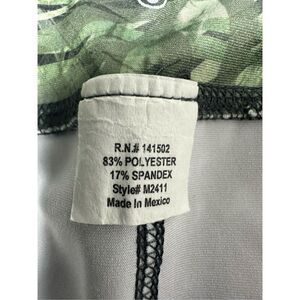 R.N.# 141502
83% POLYESTER
17% SPANDEX
Style# M2411
Made In Mexico